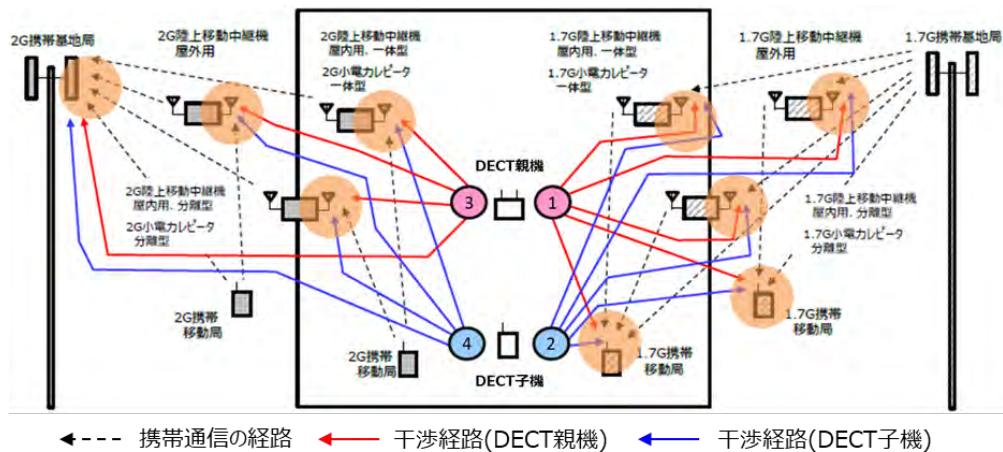 2G携帯基地局
2G陸上移動中継機
屋外用
2G陸上移動中継機
屋内用, 一体型
2G小電力レピータ
一体型
1.7G陸上移動中継機
屋内用, 一体型
1.7G小電力レピータ
一体型
1.7G陸上移動中継機
屋外用
1.7G携帯基地局
DECT親機
3
1
2G陸上移動中継機
屋内用, 分離型
2G小電力レピータ
分離型
1.7G陸上移動中継機
屋内用, 分離型
1.7G小電力レピータ
分離型
2G携帯
移動局
1.7G携帯
移動局
4
2
2G携帯
移動局
1.7G携帯
移動局
DECT子機
携帯通信の経路
干渉経路(DECT親機)
干渉経路(DECT子機)